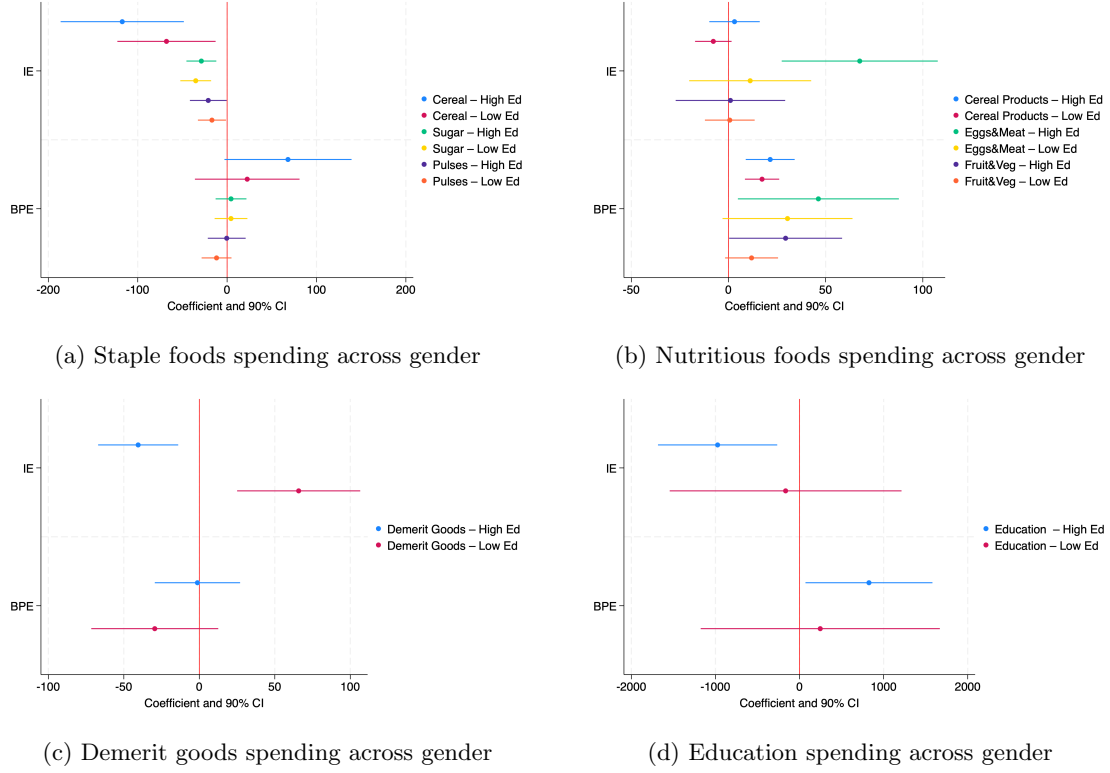 IE
BPE
-200 -100 0 100 200
Coefficient and 90% CI
Cereal – High Ed
Cereal – Low Ed
Sugar – High Ed
Sugar – Low Ed
Pulses – High Ed
Pulses – Low Ed
(a) Staple foods spending across gender
IE
BPE
-50 0 50 100
Coefficient and 90% CI
Cereal Products – High Ed
Cereal Products – Low Ed
Eggs&Meat – High Ed
Eggs&Meat – Low Ed
Fruit&Veg – High Ed
Fruit&Veg – Low Ed
(b) Nutritious foods spending across gender
IE
BPE
-100 -50 0 50 100
Coefficient and 90% CI
Demerit Goods – High Ed
Demerit Goods – Low Ed
(c) Demerit goods spending across gender
IE
BPE
-2000 -1000 0 1000 2000
Coefficient and 90% CI
Education – High Ed
Education – Low Ed
(d) Education spending across gender